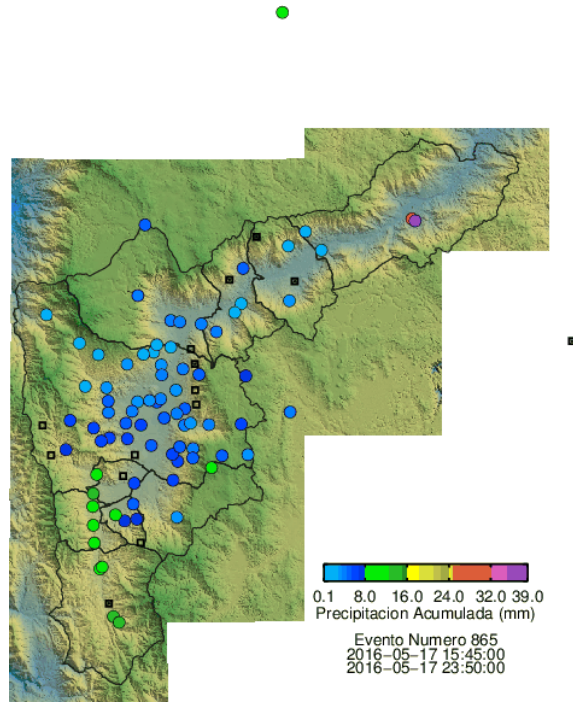 0.1 8.0 16.0 24.0 32.0 39.0
Precipitacion Acumulada (mm)
Evento Numero 865
2016−05−17 15:45:00
2016−05−17 23:50:00